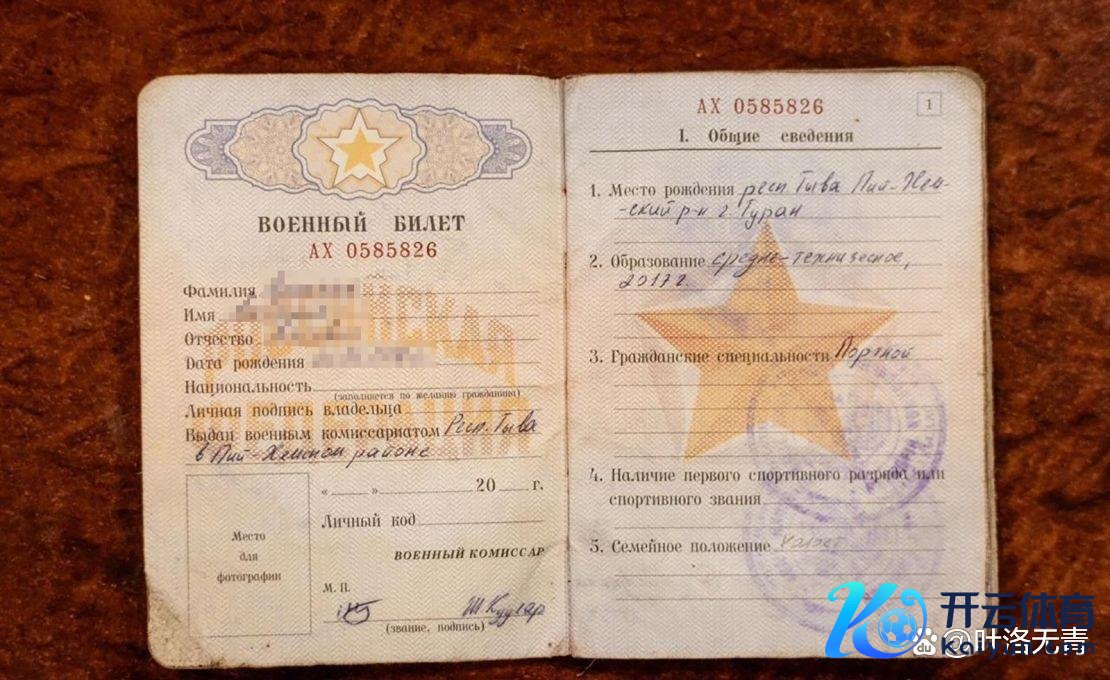 ВОЕННЫЙ БИЛЕТ
АХ 0585826
Фамилия
Имя
Отчество
Дата рождения
Национальность
(заполняется по желанию гражданина)
Личная подпись владельца
Выдан военным комиссариатом Респ. Тыва
в Пий-Хемском районе
« » 20 г.
Личный код
ВОЕННЫЙ КОМИССАР
Место
для
фотографии
М. П.
(звание, подпись)
АХ 0585826
1
I. Общие сведения
1. Место рождения респ. Тыва Пий-Хем-
-ский р-н г. Туран
2. Образование средне-техническое,
2017 г.
3. Гражданские специальности Портной
4. Наличие первого спортивного разряда или
спортивного звания
5. Семейное положение холост
开云体育
@叶洛无青